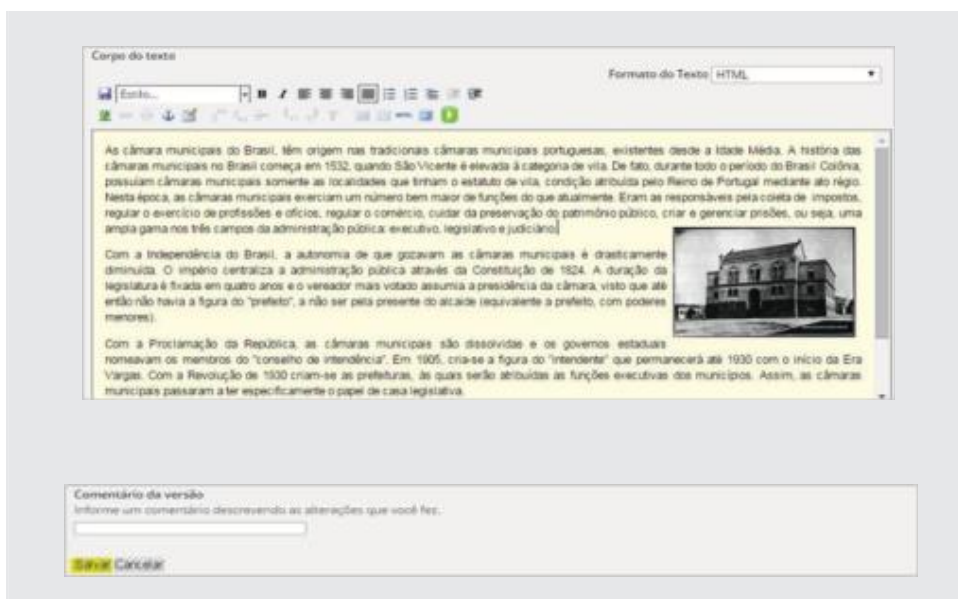 Corpo do texto
Formato do Texto HTML
Estilo...
As câmara municipais do Brasil, têm origem nas tradicionais câmaras municipais portuguesas, existentes desde a Idade Média. A história das
câmaras municipais no Brasil começa em 1532, quando São Vicente é elevada à categoria de vila. De fato, durante todo o período do Brasil Colônia,
possuíam câmaras municipais somente as localidades que tinham o estatuto de vila, condição atribuída pelo Reino de Portugal mediante ato régio.
Nesta época, as câmaras municipais exerciam um número bem maior de funções do que atualmente. Eram as responsáveis pela coleta de impostos,
regular o exercício de profissões e ofícios, regular o comércio, cuidar da preservação do patrimônio público, criar e gerenciar prisões, ou seja, uma
ampla gama nos três campos da administração pública: executivo, legislativo e judiciário.
Com a Independência do Brasil, a autonomia de que gozavam as câmaras municipais é drasticamente
diminuída. O império centraliza a administração pública através da Constituição de 1824. A duração da
legislatura é fixada em quatro anos e o vereador mais votado assumia a presidência da câmara, visto que até
então não havia a figura do "prefeito", a não ser pela presente do alcaide (equivalente a prefeito, com poderes
menores).
Com a Proclamação da República, as câmaras municipais são dissolvidas e os governos estaduais
nomeavam os membros do "conselho de intendência". Em 1905, cria-se a figura do "intendente" que permanecerá até 1930 com o início da Era
Vargas. Com a Revolução de 1930 criam-se as prefeituras, às quais serão atribuídas as funções executivas dos municípios. Assim, as câmaras
municipais passaram a ter especificamente o papel de casa legislativa.
Comentário da versão
Informe um comentário descrevendo as alterações que você fez.
Salvar Cancelar